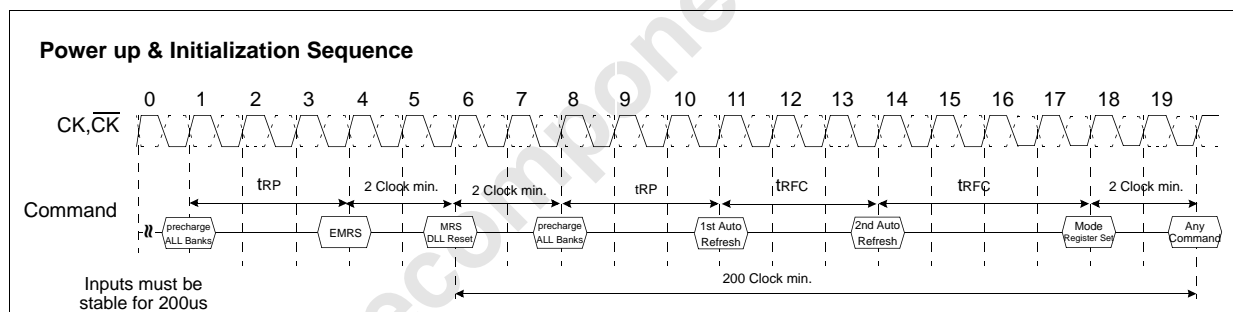 Power up & Initialization Sequence
0 1 2 3 4 5 6 7 8 9 10 11 12 13 14 15 16 17 18 19
CK,CK
tRP
2 Clock min.
2 Clock min.
tRP
tRFC
tRFC
2 Clock min.
Command
precharge
ALL Banks
EMRS
MRS
DLL Reset
precharge
ALL Banks
1st Auto
Refresh
2nd Auto
Refresh
Mode
Register Set
Any
Command
200 Clock min.
Inputs must be
stable for 200us